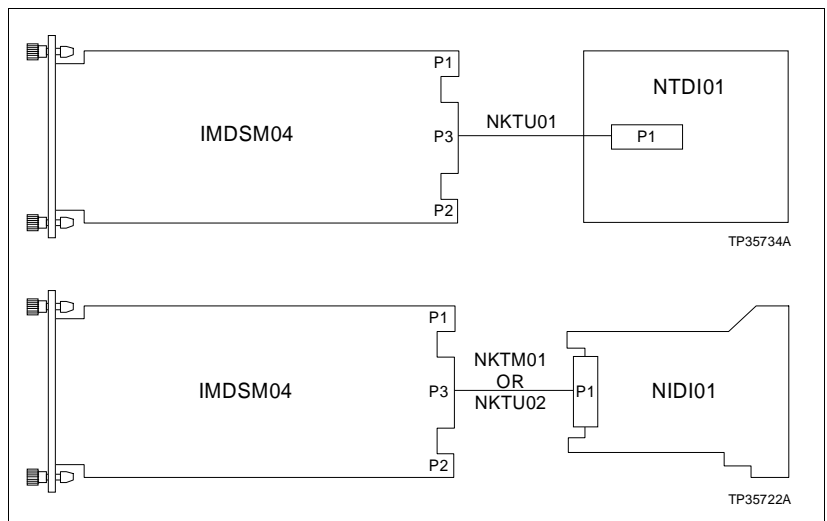 P1
NTDI01
NKTU01
IMDSM04
P3
P1
P2
TP35734A
P1
NKTM01
OR
NKTU02
IMDSM04
P3
P1
NIDI01
P2
TP35722A